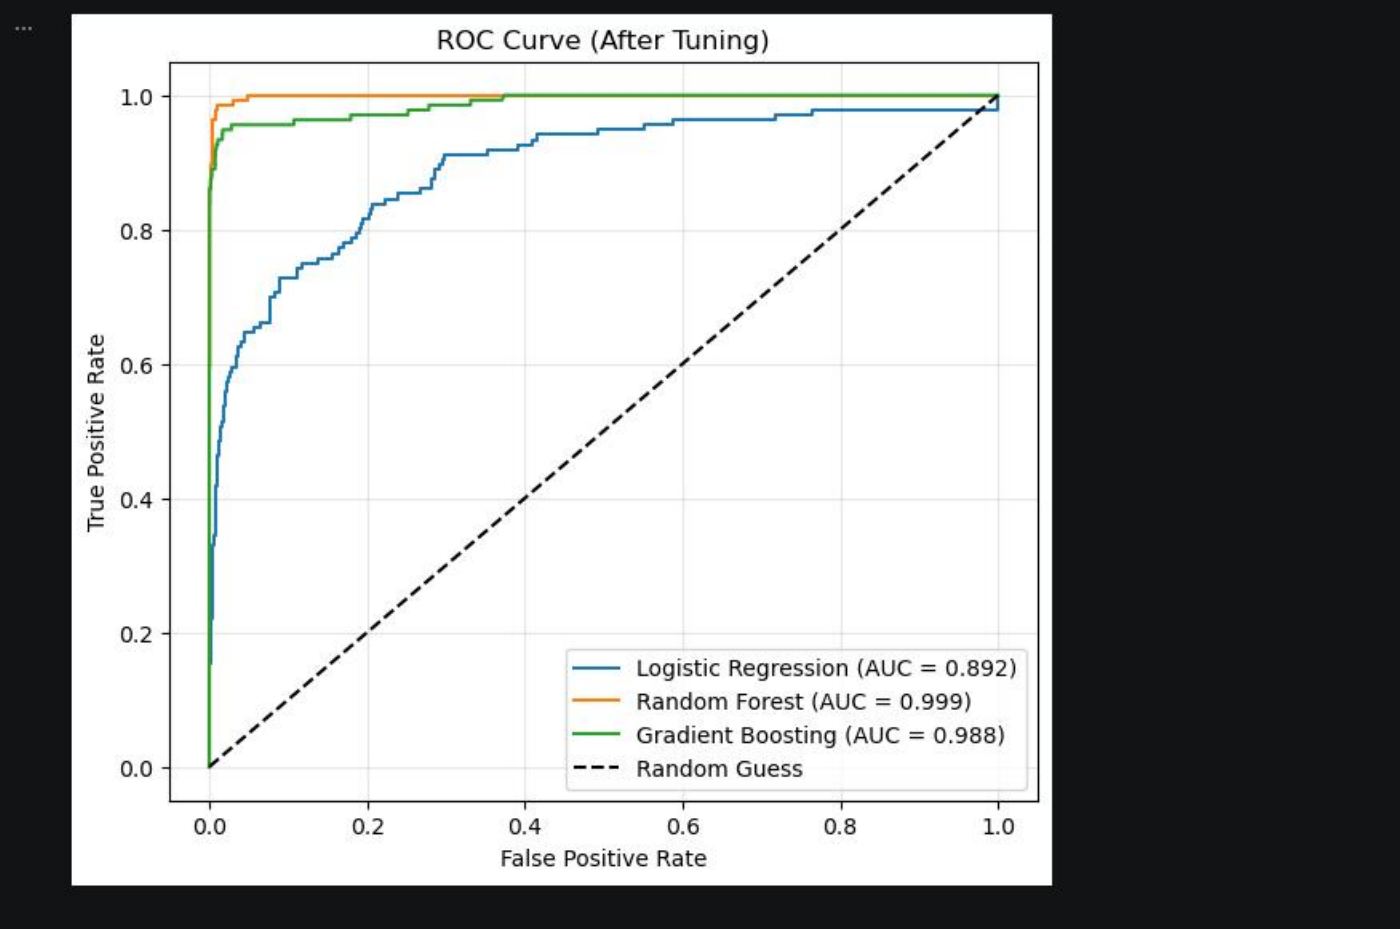 ...
ROC Curve (After Tuning)
True Positive Rate
1.0
0.8
0.6
0.4
0.2
0.0
Logistic Regression (AUC = 0.892)
Random Forest (AUC = 0.999)
Gradient Boosting (AUC = 0.988)
Random Guess
0.0 0.2 0.4 0.6 0.8 1.0
False Positive Rate